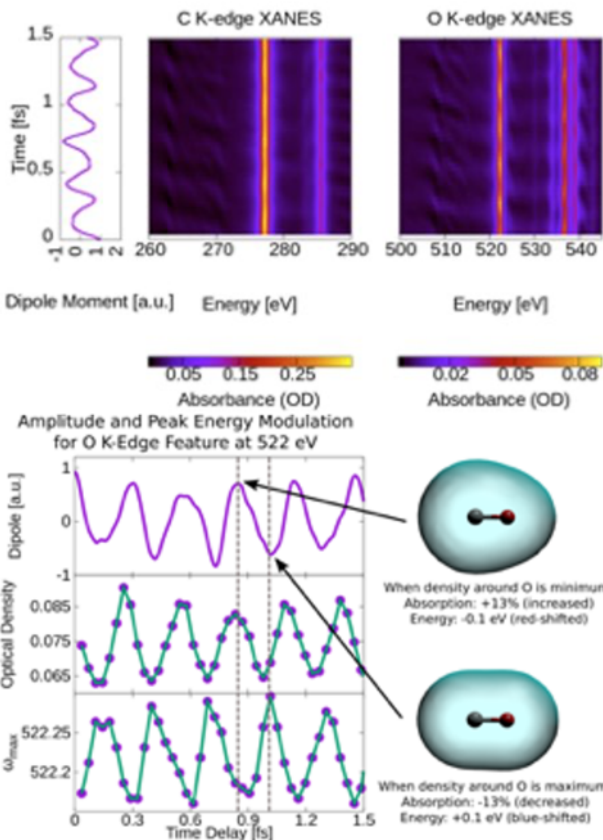 C K-edge XANES
O K-edge XANES
Time [fs]
1.5
1
0.5
0
-1 0 1 2
260 270 280 290
500 510 520 530 540
Dipole Moment [a.u.]
Energy [eV]
Energy [eV]
0.05 0.15 0.25
0.02 0.05 0.08
Absorbance (OD)
Absorbance (OD)
Amplitude and Peak Energy Modulation
for O K-Edge Feature at 522 eV
Dipole [a.u.]
1
0
-1
When density around O is minimum
Absorption: +13% (increased)
Energy: -0.1 eV (red-shifted)
Optical Density
0.085
0.075
0.065
ωmax
522.25
522.2
When density around O is maximum
Absorption: -13% (decreased)
Energy: +0.1 eV (blue-shifted)
0 0.3 0.6 0.9 1.2 1.5
Time Delay [fs]